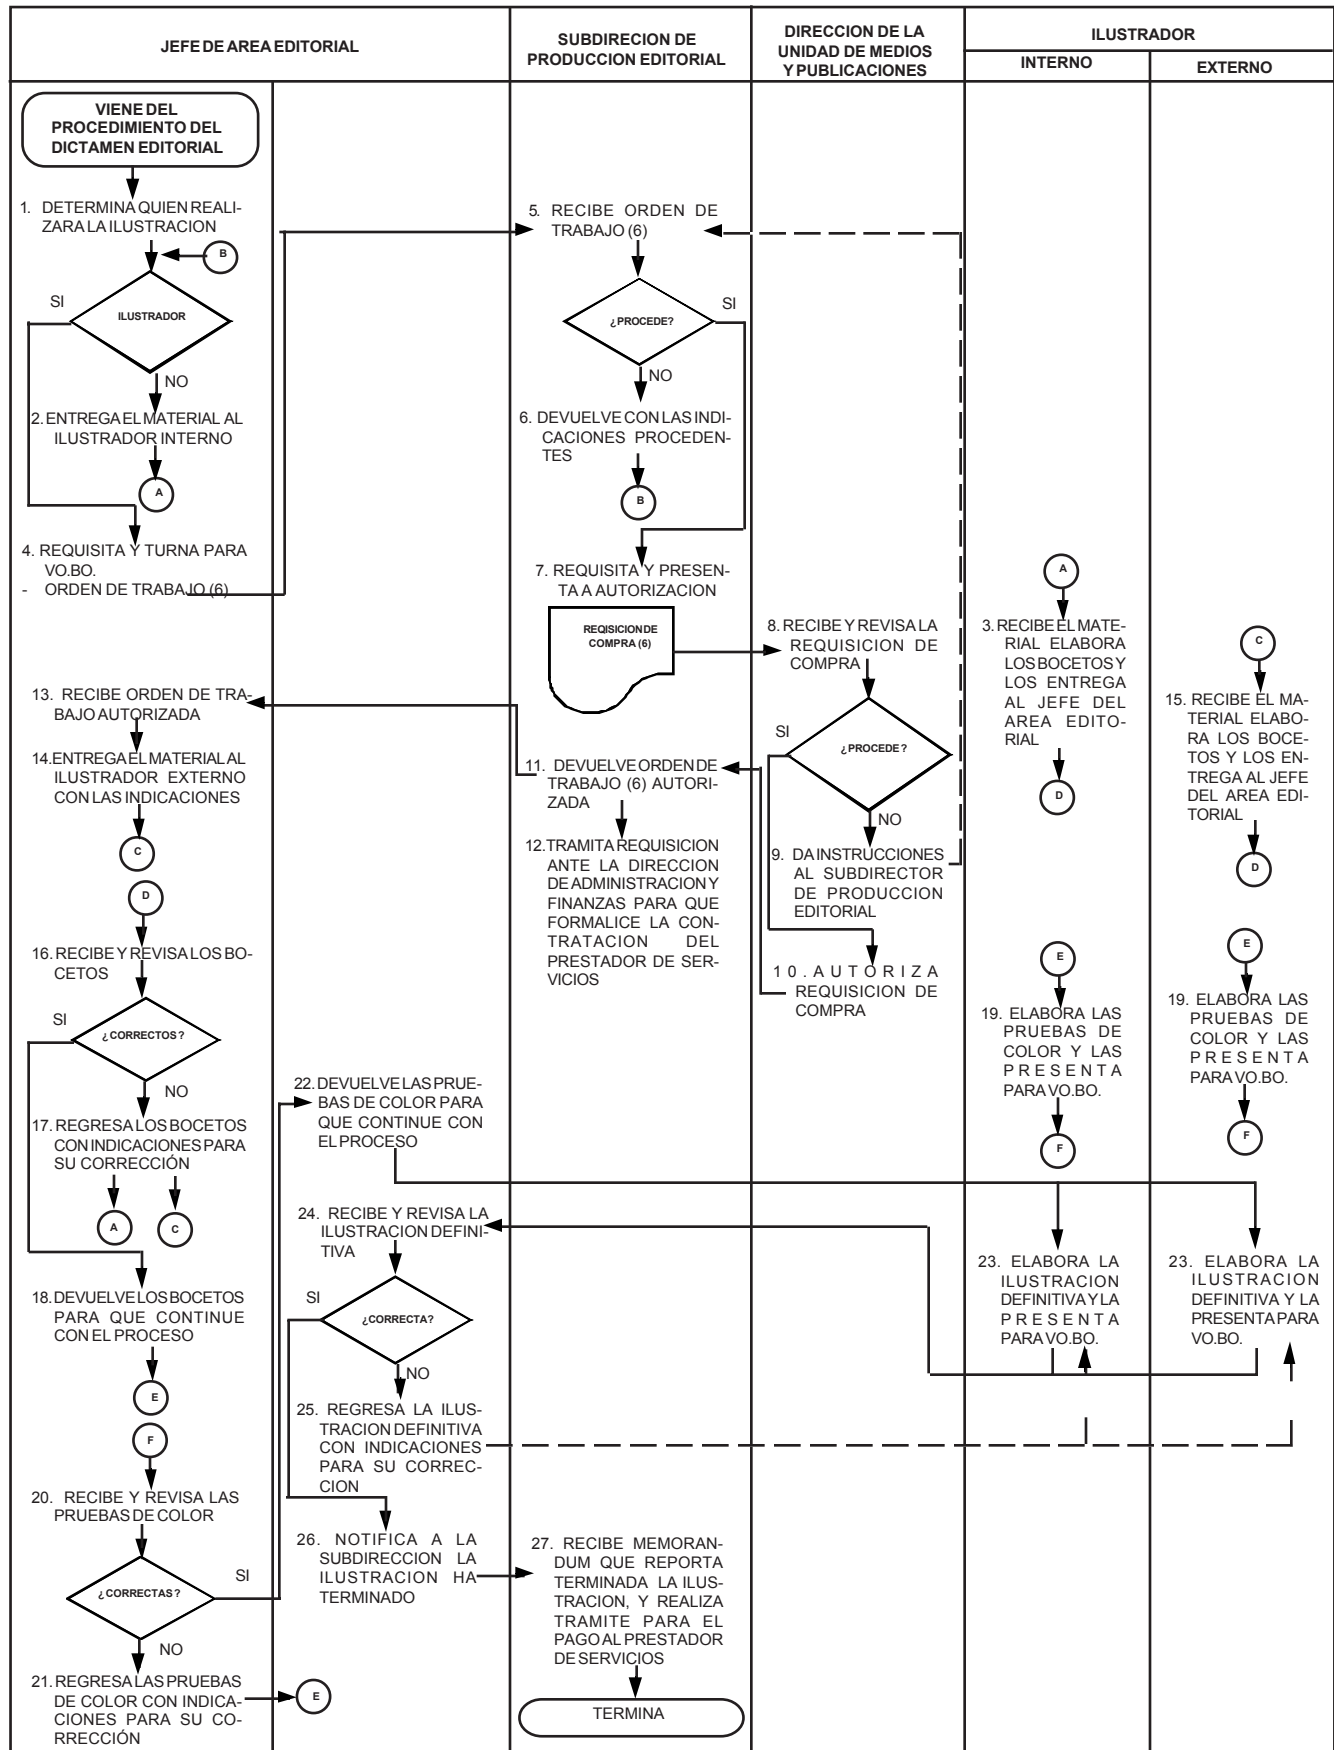 JEFE DE AREA EDITORIAL
SUBDIRECION DE
PRODUCCION EDITORIAL
DIRECCION DE LA
UNIDAD DE MEDIOS
Y PUBLICACIONES
ILUSTRADOR
INTERNO
EXTERNO
VIENE DEL
PROCEDIMIENTO DEL
DICTAMEN EDITORIAL
1. DETERMINA QUIEN REALI-
ZARA LA ILUSTRACION
B
SI
ILUSTRADOR
NO
2. ENTREGA EL MATERIAL AL
ILUSTRADOR INTERNO
A
4. REQUISITA Y TURNA PARA
VO.BO.
- ORDEN DE TRABAJO (6)
5. RECIBE ORDEN DE
TRABAJO (6)
¿PROCEDE?
SI
NO
6. DEVUELVE CON LAS INDI-
CACIONES PROCEDEN-
TES
B
7. REQUISITA Y PRESEN-
TA A AUTORIZACION
REQISICION DE
COMPRA (6)
8. RECIBE Y REVISA LA
REQUISICION DE
COMPRA
SI
¿PROCEDE?
NO
9. DA INSTRUCCIONES
AL SUBDIRECTOR
DE PRODUCCION
EDITORIAL
10. AUTORIZA
REQUISICION DE
COMPRA
A
3. RECIBE EL MATE-
RIAL ELABORA
LOS BOCETOS Y
LOS ENTREGA
AL JEFE DEL
AREA EDITO-
RIAL
D
C
15. RECIBE EL MA-
TERIAL ELABO-
RA LOS BOCE-
TOS Y LOS EN-
TREGA AL JEFE
DEL AREA EDI-
TORIAL
D
11. DEVUELVE ORDEN DE
TRABAJO (6) AUTORI-
ZADA
12. TRAMITA REQUISICION
ANTE LA DIRECCION
DE ADMINISTRACION Y
FINANZAS PARA QUE
FORMALICE LA CON-
TRATACION DEL
PRESTADOR DE SER-
VICIOS
13. RECIBE ORDEN DE TRA-
BAJO AUTORIZADA
14. ENTREGA EL MATERIAL AL
ILUSTRADOR EXTERNO
CON LAS INDICACIONES
C
D
16. RECIBE Y REVISA LOS BO-
CETOS
SI
¿CORRECTOS?
NO
17. REGRESA LOS BOCETOS
CON INDICACIONES PARA
SU CORRECCIÓN
A
C
18. DEVUELVE LOS BOCETOS
PARA QUE CONTINUE
CON EL PROCESO
E
E
19. ELABORA LAS
PRUEBAS DE
COLOR Y LAS
PRESENTA
PARA VO.BO.
F
E
19. ELABORA LAS
PRUEBAS DE
COLOR Y LAS
PRESENTA
PARA VO.BO.
F
F
20. RECIBE Y REVISA LAS
PRUEBAS DE COLOR
¿CORRECTAS?
SI
NO
21. REGRESA LAS PRUEBAS
DE COLOR CON INDICA-
CIONES PARA SU CO-
RRECCIÓN
E
22. DEVUELVE LAS PRUE-
BAS DE COLOR PARA
QUE CONTINUE CON
EL PROCESO
23. ELABORA LA
ILUSTRACION
DEFINITIVA Y LA
PRESENTA
PARA VO.BO.
23. ELABORA LA
ILUSTRACION
DEFINITIVA Y LA
PRESENTA PARA
VO.BO.
24. RECIBE Y REVISA LA
ILUSTRACION DEFINI-
TIVA
SI
¿CORRECTA?
NO
25. REGRESA LA ILUS-
TRACION DEFINITIVA
CON INDICACIONES
PARA SU CORREC-
CION
26. NOTIFICA A LA
SUBDIRECCION LA
ILUSTRACION HA
TERMINADO
27. RECIBE MEMORAN-
DUM QUE REPORTA
TERMINADA LA ILUS-
TRACION, Y REALIZA
TRAMITE PARA EL
PAGO AL PRESTADOR
DE SERVICIOS
TERMINA